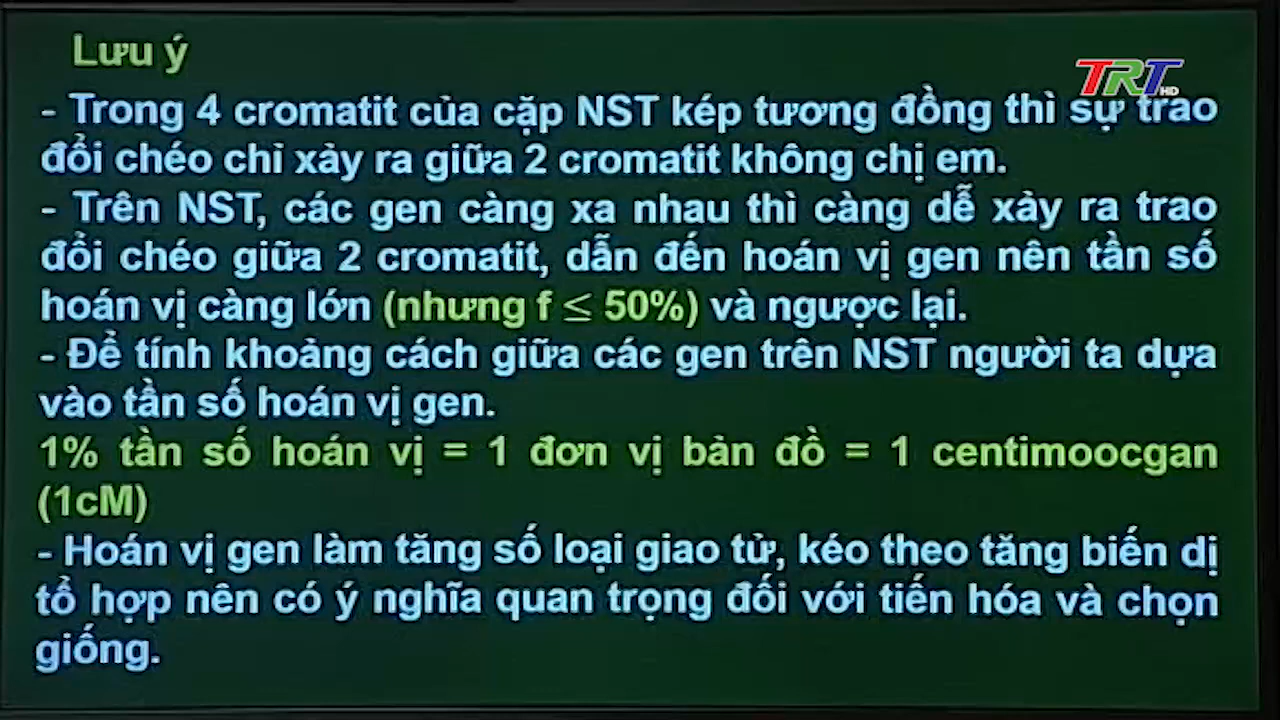 Lưu ý
TRT HD
- Trong 4 cromatit của cặp NST kép tương đồng thì sự trao
đổi chéo chỉ xảy ra giữa 2 cromatit không chị em.
- Trên NST, các gen càng xa nhau thì càng dễ xảy ra trao
đổi chéo giữa 2 cromatit, dẫn đến hoán vị gen nên tần số
hoán vị càng lớn (nhưng f ≤ 50%) và ngược lại.
- Để tính khoảng cách giữa các gen trên NST người ta dựa
vào tần số hoán vị gen.
1% tần số hoán vị = 1 đơn vị bản đồ = 1 centimoocgan
(1cM)
- Hoán vị gen làm tăng số loại giao tử, kéo theo tăng biến dị
tổ hợp nên có ý nghĩa quan trọng đối với tiến hóa và chọn
giống.